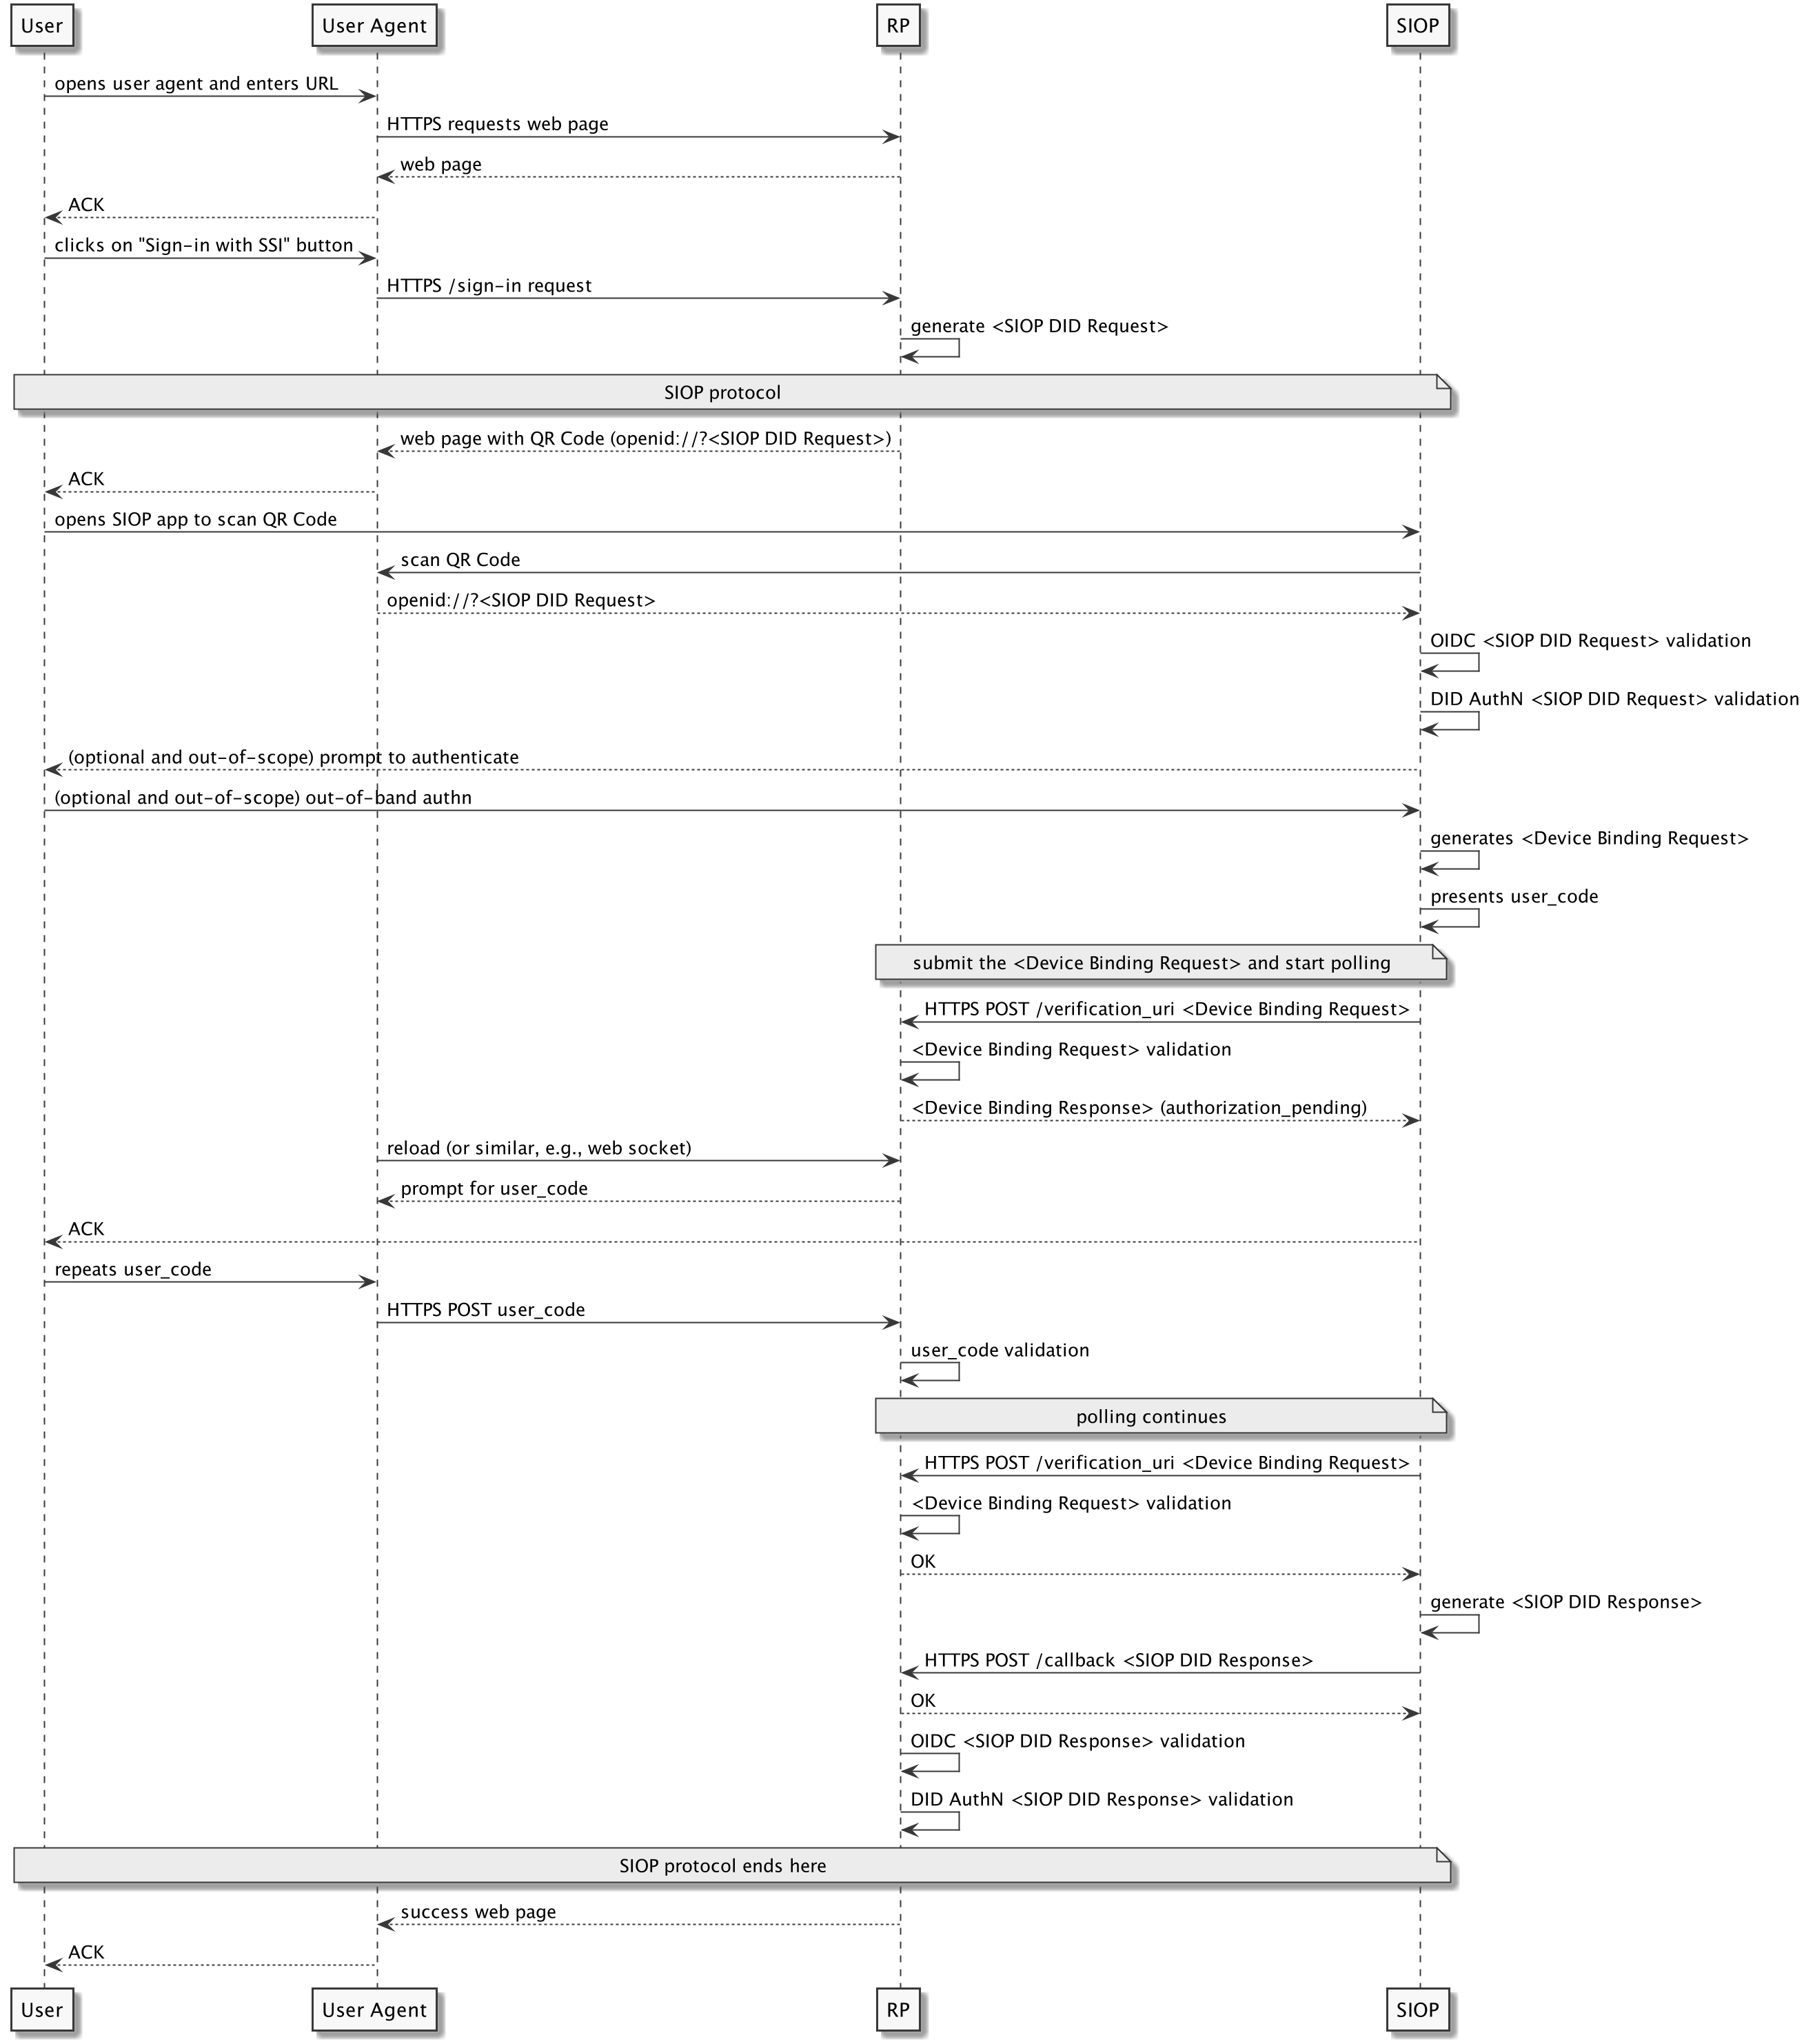 User
User Agent
RP
SIOP
opens user agent and enters URL
HTTPS requests web page
web page
ACK
clicks on "Sign-in with SSI" button
HTTPS /sign-in request
generate <SIOP DID Request>
SIOP protocol
web page with QR Code (openid://?<SIOP DID Request>)
ACK
opens SIOP app to scan QR Code
scan QR Code
openid://?<SIOP DID Request>
OIDC <SIOP DID Request> validation
DID AuthN <SIOP DID Request> validation
(optional and out-of-scope) prompt to authenticate
(optional and out-of-scope) out-of-band authn
generates <Device Binding Request>
presents user_code
submit the <Device Binding Request> and start polling
HTTPS POST /verification_uri <Device Binding Request>
<Device Binding Request> validation
<Device Binding Response> (authorization_pending)
reload (or similar, e.g., web socket)
prompt for user_code
ACK
repeats user_code
HTTPS POST user_code
user_code validation
polling continues
HTTPS POST /verification_uri <Device Binding Request>
<Device Binding Request> validation
OK
generate <SIOP DID Response>
HTTPS POST /callback <SIOP DID Response>
OK
OIDC <SIOP DID Response> validation
DID AuthN <SIOP DID Response> validation
SIOP protocol ends here
success web page
ACK
User
User Agent
RP
SIOP